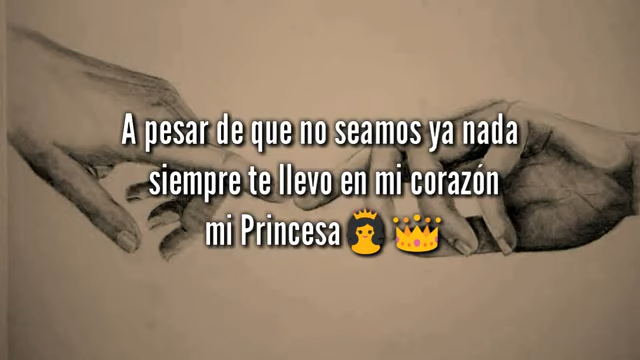 A pesar de que no seamos ya nada
siempre te llevo en mi corazón
mi Princesa👸👑